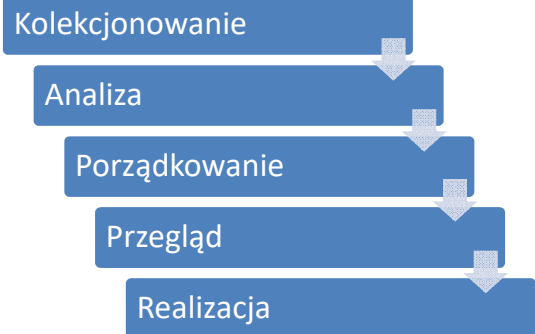 Kolekcjonowanie
Analiza
Porządkowanie
Przegląd
Realizacja